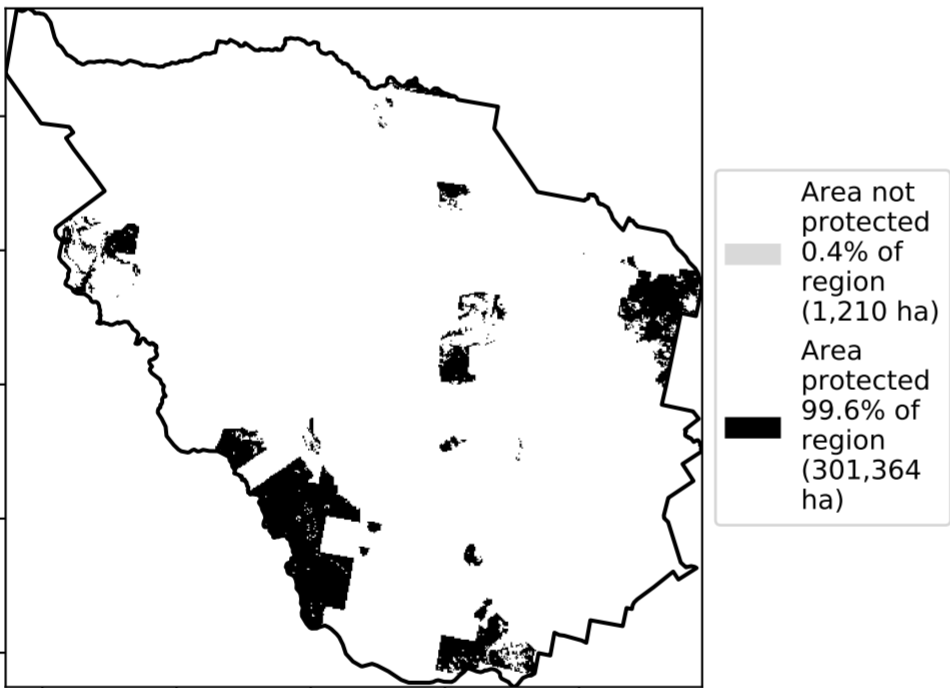 Area not
protected
0.4% of
region
(1,210 ha)
Area
protected
99.6% of
region
(301,364
ha)